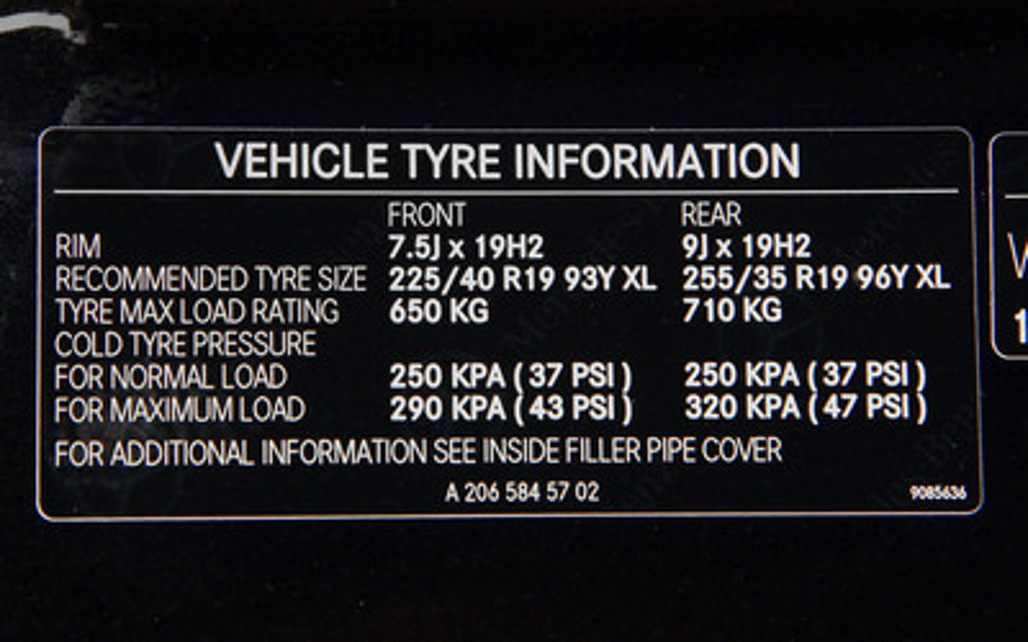 VEHICLE TYRE INFORMATION
FRONT REAR
RIM 7.5J x 19H2 9J x 19H2
RECOMMENDED TYRE SIZE 225/40 R19 93Y XL 255/35 R19 96Y XL
TYRE MAX LOAD RATING 650 KG 710 KG
COLD TYRE PRESSURE
FOR NORMAL LOAD 250 KPA ( 37 PSI ) 250 KPA ( 37 PSI )
FOR MAXIMUM LOAD 290 KPA ( 43 PSI ) 320 KPA ( 47 PSI )
FOR ADDITIONAL INFORMATION SEE INSIDE FILLER PIPE COVER
A 206 584 57 02 9085636